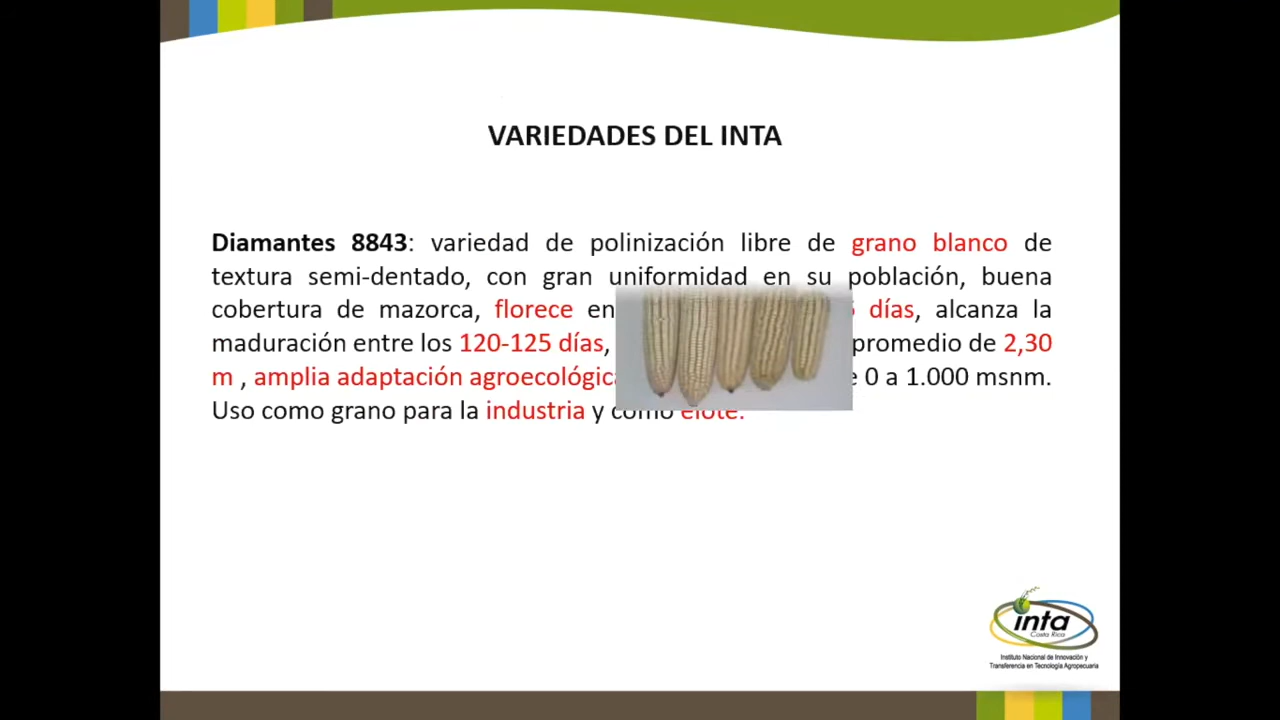 VARIEDADES DEL INTA
Diamantes 8843: variedad de polinización libre de grano blanco de
textura semi-dentado, con gran uniformidad en su población, buena
cobertura de mazorca, florece en días, alcanza la
maduración entre los 120-125 días, promedio de 2,30
m , amplia adaptación agroecológica 0 a 1.000 msnm.
Uso como grano para la industria y como elote.
inta
Costa Rica
Instituto Nacional de Innovación y
Transferencia en Tecnología Agropecuaria